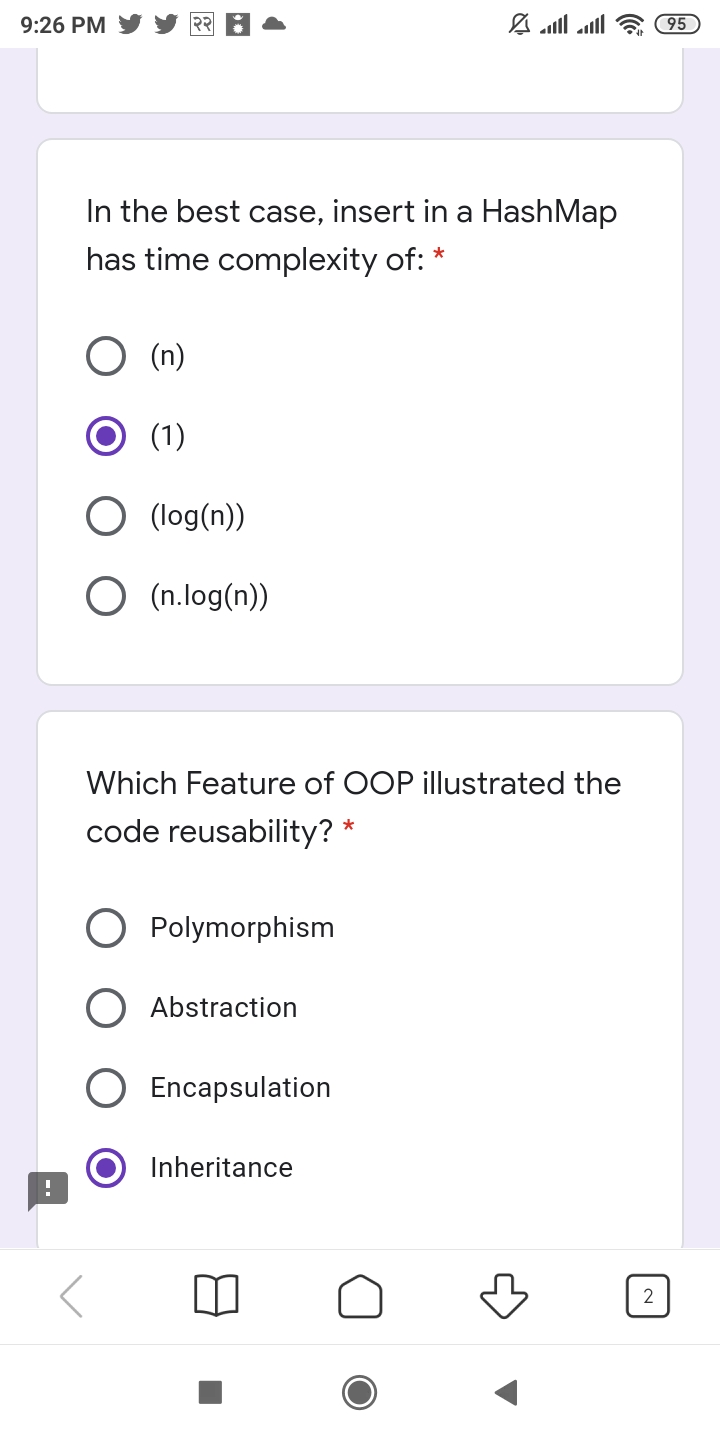 9:26 PM २२ 95
In the best case, insert in a HashMap
has time complexity of: *
(n)
(1)
(log(n))
(n.log(n))
Which Feature of OOP illustrated the
code reusability? *
Polymorphism
Abstraction
Encapsulation
Inheritance
!
2